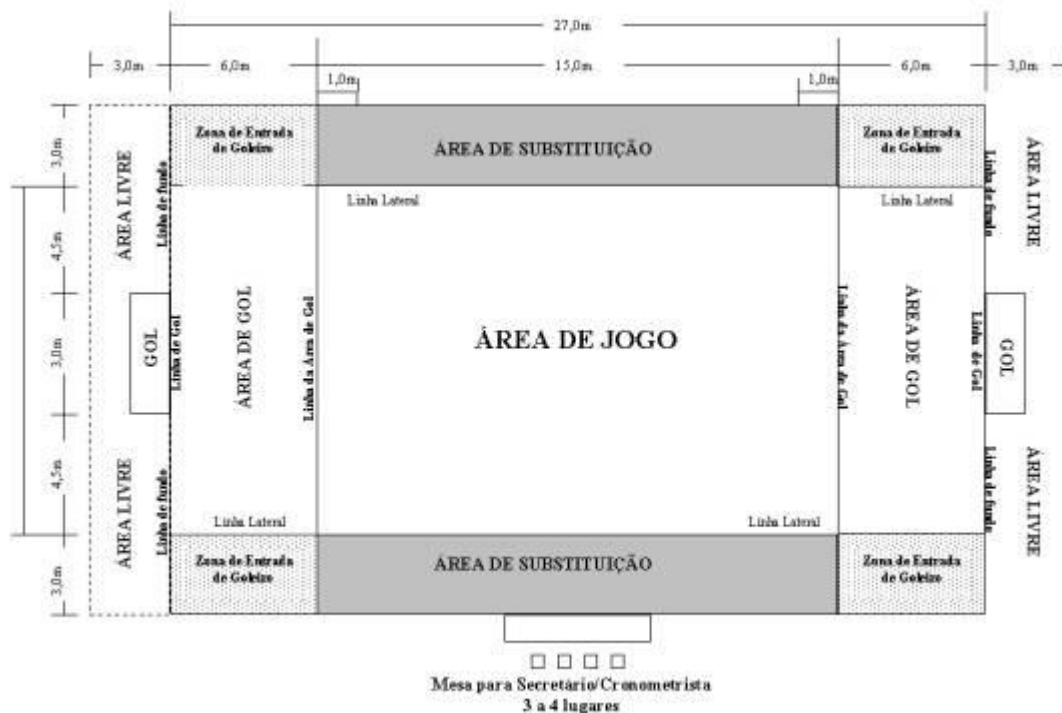 27,0m
3,0m
6,0m
15,0m
6,0m
3,0m
1,0m
1,0m
3,0m
4,5m
3,0m
4,5m
3,0m
Zona de Entrada
de Goleiro
ÁREA DE SUBSTITUIÇÃO
Zona de Entrada
de Goleiro
ÁREA LIVRE
Linha de fundo
Linha Lateral
Linha Lateral
Linha de fundo
ÁREA LIVRE
GOL
Linha de Gol
ÁREA DE GOL
Linha da Área de Gol
ÁREA DE JOGO
Linha da Área de Gol
ÁREA DE GOL
Linha de Gol
GOL
ÁREA LIVRE
Linha de fundo
Linha Lateral
Linha Lateral
Linha de fundo
ÁREA LIVRE
Zona de Entrada
de Goleiro
ÁREA DE SUBSTITUIÇÃO
Zona de Entrada
de Goleiro
Mesa para Secretário/Cronometrista
3 a 4 lugares